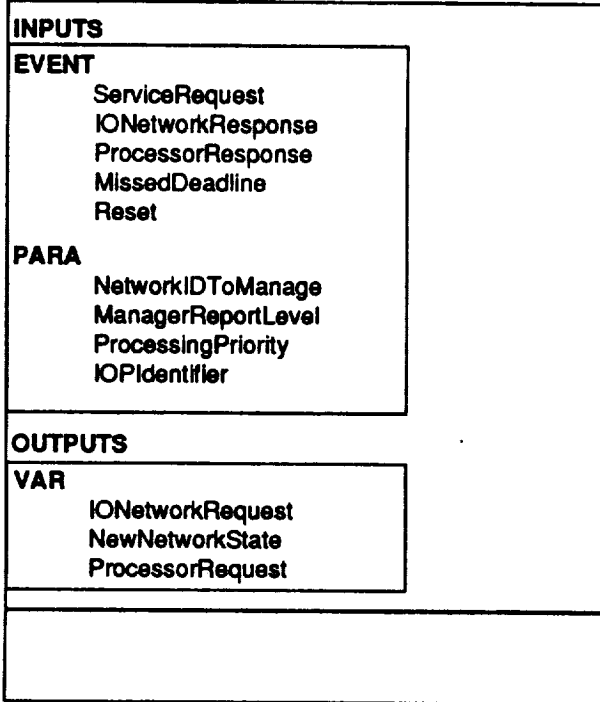 INPUTS
EVENT
ServiceRequest
IONetworkResponse
ProcessorResponse
MissedDeadline
Reset
PARA
NetworkIDToManage
ManagerReportLevel
ProcessingPriority
IOPIdentifier
OUTPUTS
VAR
IONetworkRequest
NewNetworkState
ProcessorRequest